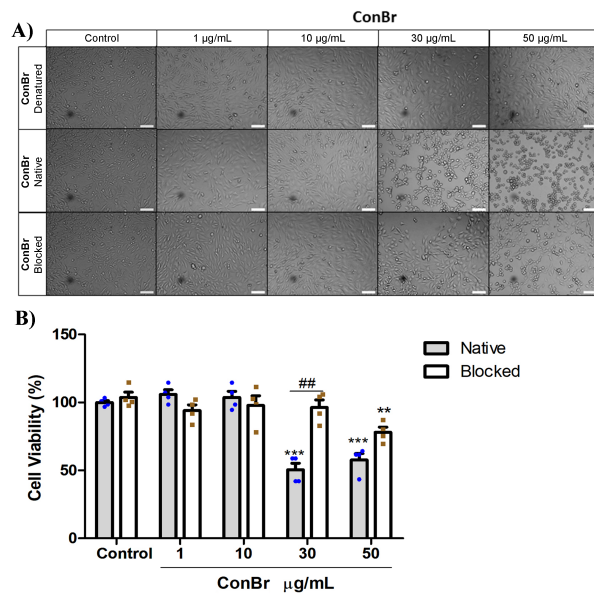 ConBr
A)
Control 1 µg/mL 10 µg/mL 30 µg/mL 50 µg/mL
ConBr
Denatured
ConBr
Native
ConBr
Blocked
B)
Native
Blocked
Cell Viability (%)
150
100
50
0
***
##
***
**
Control 1 10 30 50
ConBr µg/mL